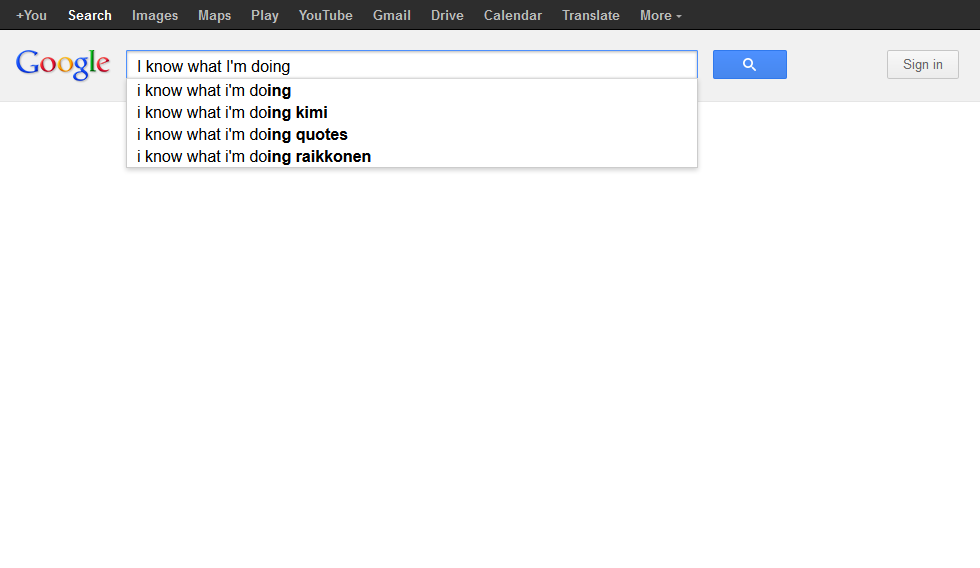 +You Search Images Maps Play YouTube Gmail Drive Calendar Translate More
Google I know what I'm doing Sign in
i know what i'm doing
i know what i'm doing kimi
i know what i'm doing quotes
i know what i'm doing raikkonen